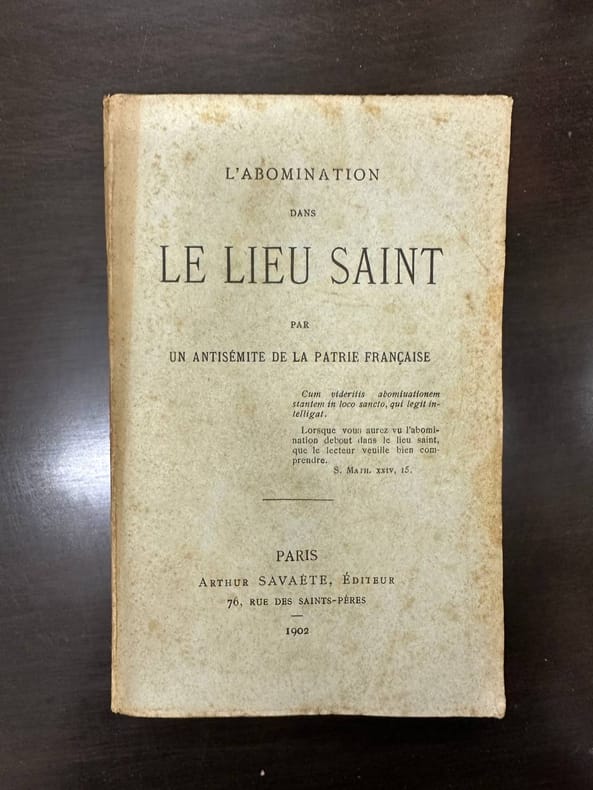 L'ABOMINATION
DANS
LE LIEU SAINT
PAR
UN ANTISÉMITE DE LA PATRIE FRANÇAISE
Cum videritis abominationem
stantem in loco sancto, qui legit in-
telligat.
Lorsque vous aurez vu l'abomi-
nation debout dans le lieu saint,
que le lecteur veuille bien com-
prendre.
S. MATH. XXIV, 15.
PARIS
ARTHUR SAVAÈTE, ÉDITEUR
76, RUE DES SAINTS-PÈRES
1902